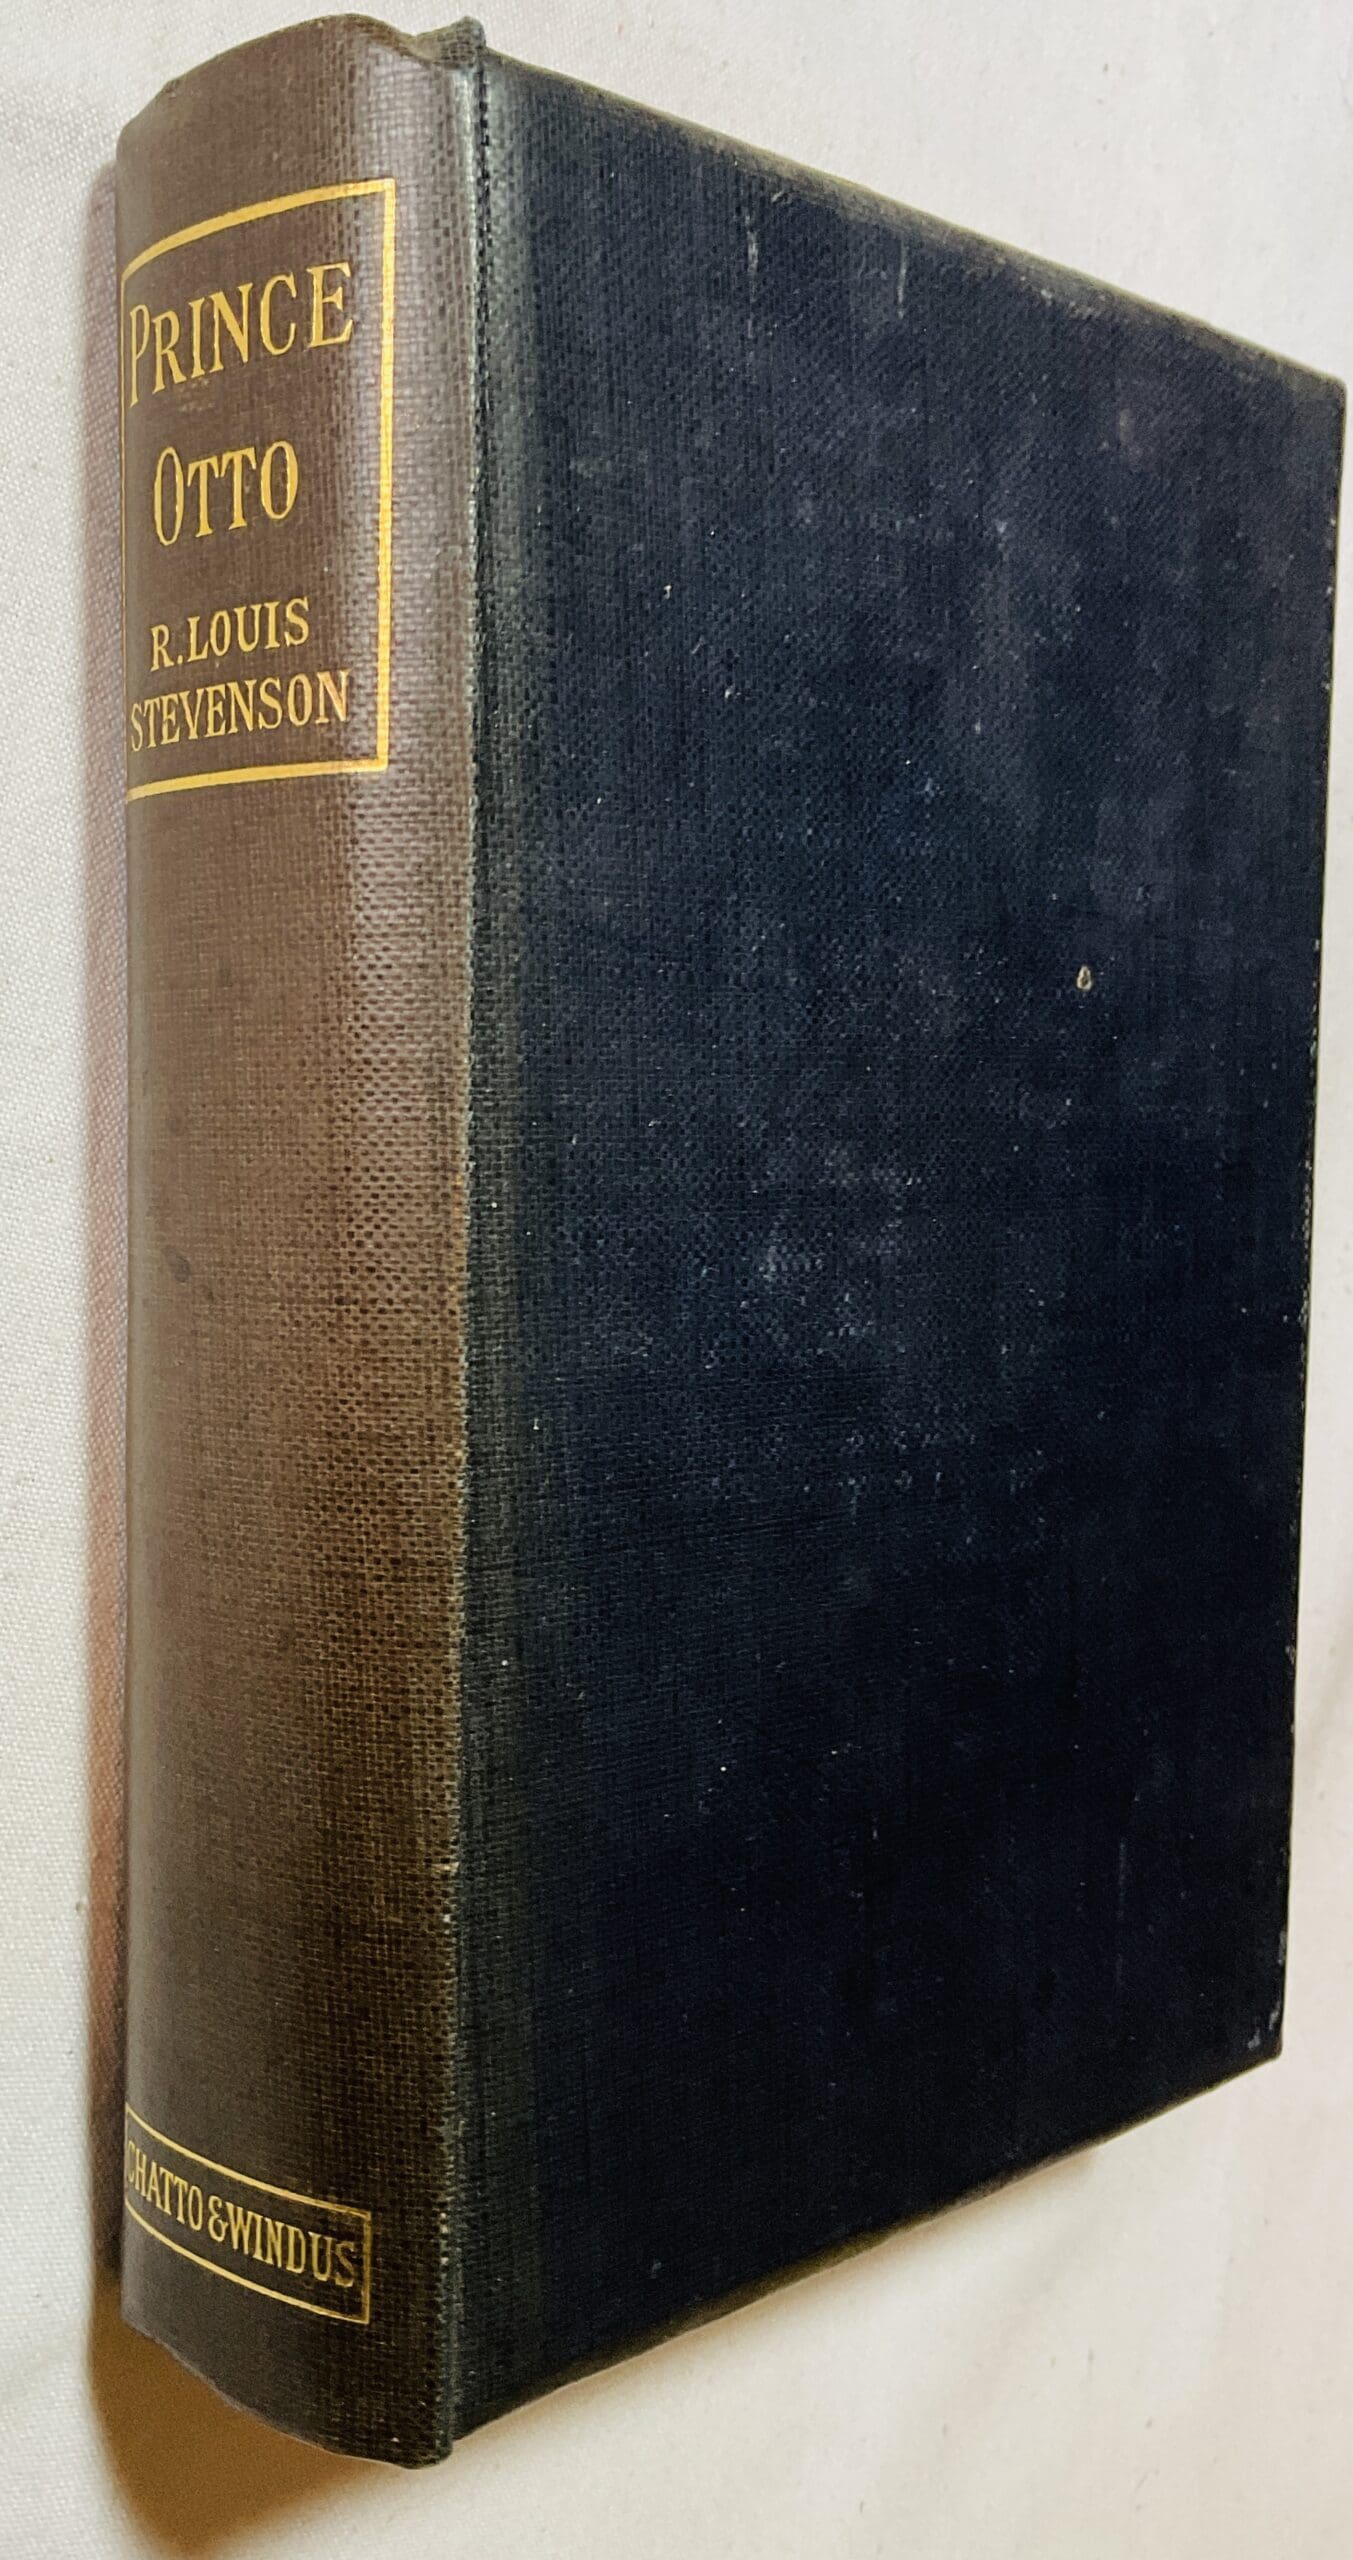 PRINCE
OTTO
R. LOUIS
STEVENSON
CHATTO & WINDUS